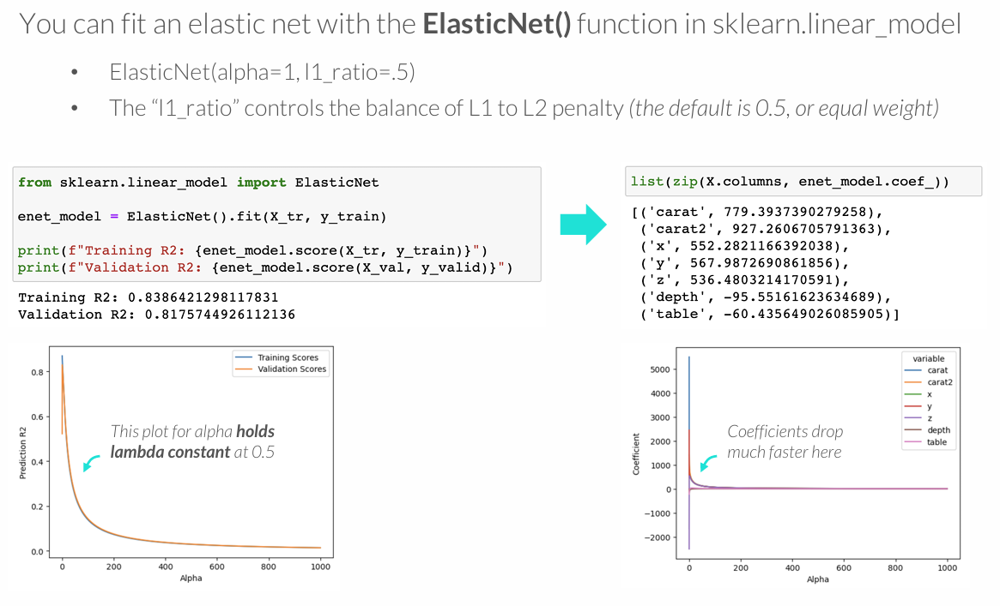 You can fit an elastic net with the ElasticNet() function in sklearn.linear_model
• ElasticNet(alpha=1, l1_ratio=.5)
• The “l1_ratio” controls the balance of L1 to L2 penalty (the default is 0.5, or equal weight)
from sklearn.linear_model import ElasticNet
enet_model = ElasticNet().fit(X_tr, y_train)
print(f"Training R2: {enet_model.score(X_tr, y_train)}")
print(f"Validation R2: {enet_model.score(X_val, y_valid)}")
Training R2: 0.8386421298117831
Validation R2: 0.8175744926112136
list(zip(X.columns, enet_model.coef_))
[('carat', 779.3937390279258),
('carat2', 927.2606705791363),
('x', 552.2821166392038),
('y', 567.9872690861856),
('z', 536.4803214170591),
('depth', -95.55161623634689),
('table', -60.435649026085905)]
Training Scores
Validation Scores
This plot for alpha holds
lambda constant at 0.5
Prediction R2
0.8
0.6
0.4
0.2
0.0
0 200 400 600 800 1000
Alpha
variable
carat
carat2
x
y
z
depth
table
Coefficients drop
much faster here
Coefficient
5000
4000
3000
2000
1000
0
−1000
−2000
0 200 400 600 800 1000
Alpha